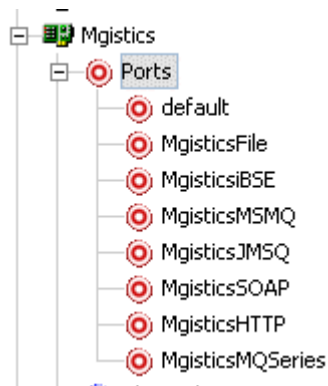 Mgistics
Ports
default
MgisticsFile
MgisticsiBSE
MgisticsMSMQ
MgisticsJMSQ
MgisticsSOAP
MgisticsHTTP
MgisticsMQSeries